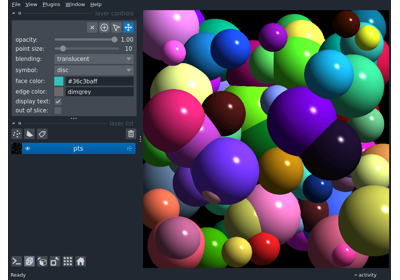 File View Plugins Window Help
layer controls
opacity: 1.00
point size: 10
blending: translucent
symbol: disc
face color: #36c3baff
edge color: dimgrey
display text:
out of slice:
layer list
pts
Ready
activity